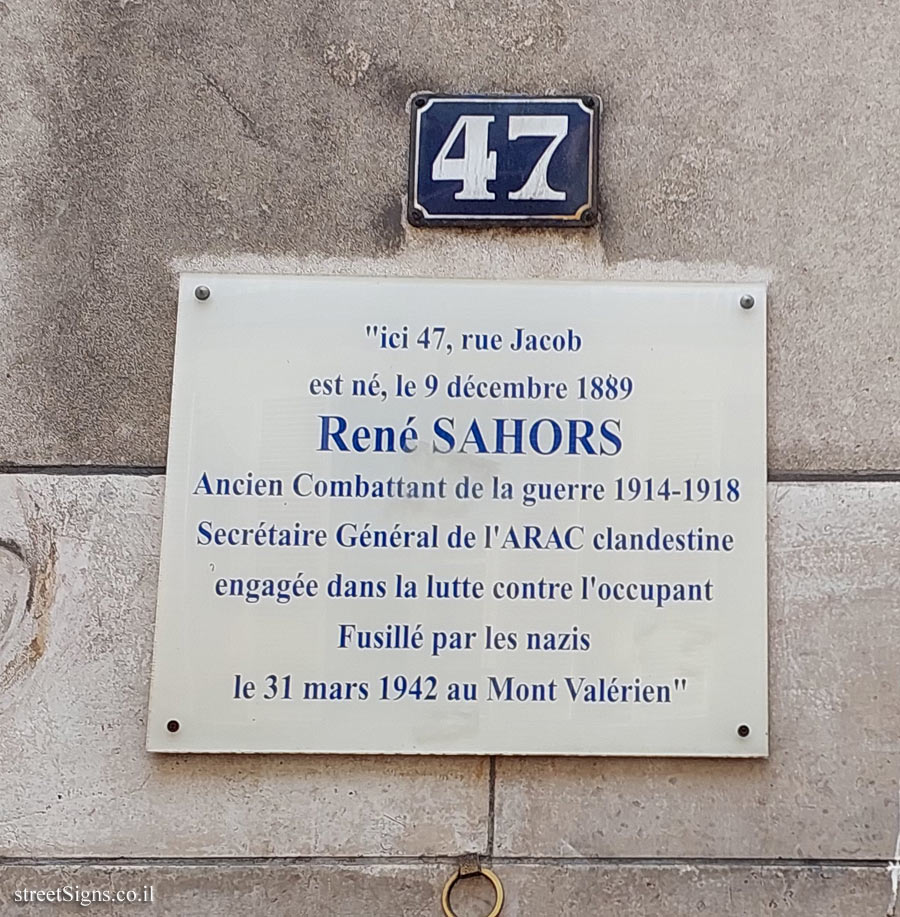 47
"ici 47, rue Jacob
est né, le 9 décembre 1889
René SAHORS
Ancien Combattant de la guerre 1914-1918
Secrétaire Général de l'ARAC clandestine
engagée dans la lutte contre l'occupant
Fusillé par les nazis
le 31 mars 1942 au Mont Valérien"
streetSigns.co.il